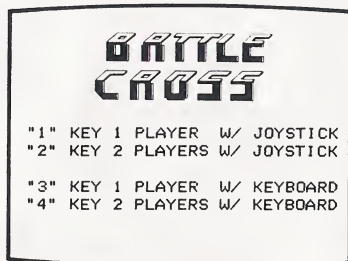 BATTLE
CROSS
"1" KEY 1 PLAYER W/ JOYSTICK
"2" KEY 2 PLAYERS W/ JOYSTICK
"3" KEY 1 PLAYER W/ KEYBOARD
"4" KEY 2 PLAYERS W/ KEYBOARD